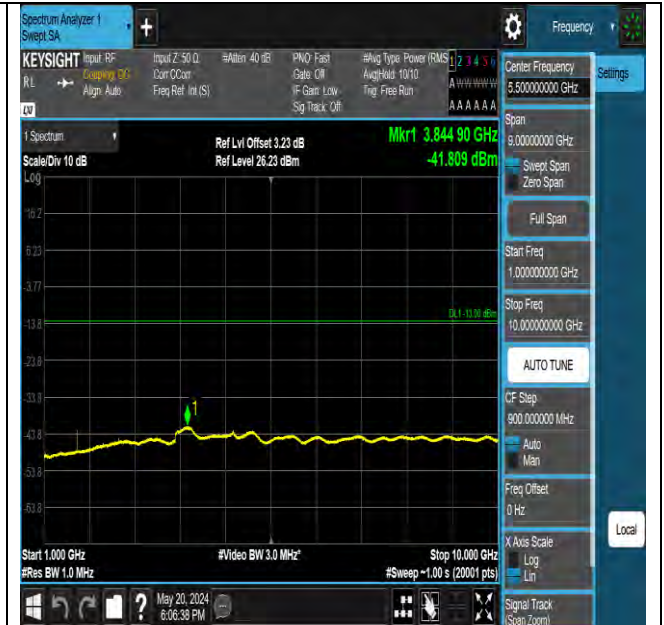 Spectrum Analyzer 1
Swept SA
+
Frequency
KEYSIGHT
RL
Input: RF
Coupling: DC
Align: Auto
Input Z: 50 Ω
Corr CCorr
Freq Ref: Int (S)
#Atten: 40 dB
PNO: Fast
Gate: Off
IF Gain: Low
Sig Track: Off
#Avg Type: Power (RMS
Avg|Hold: 10/10
Trig: Free Run
1 2 3 4 5 6
A W W W W W
A A A A A A
1 Spectrum
Scale/Div 10 dB
Ref Lvl Offset 3.23 dB
Ref Level 26.23 dBm
Mkr1 3.844 90 GHz
-41.809 dBm
Log
16.2
6.23
-3.77
-13.8
-23.8
-33.8
-43.8
-53.8
-63.8
DL1 -13.00 dBm
1
Start 1.000 GHz
#Res BW 1.0 MHz
#Video BW 3.0 MHz*
Stop 10.000 GHz
#Sweep ~1.00 s (20001 pts)
May 20, 2024
6:06:38 PM
Center Frequency
5.500000000 GHz
Settings
Span
9.00000000 GHz
Swept Span
Zero Span
Full Span
Start Freq
1.000000000 GHz
Stop Freq
10.000000000 GHz
AUTO TUNE
CF Step
900.000000 MHz
Auto
Man
Freq Offset
0 Hz
X Axis Scale
Log
Lin
Local
Signal Track
(Span Zoom)